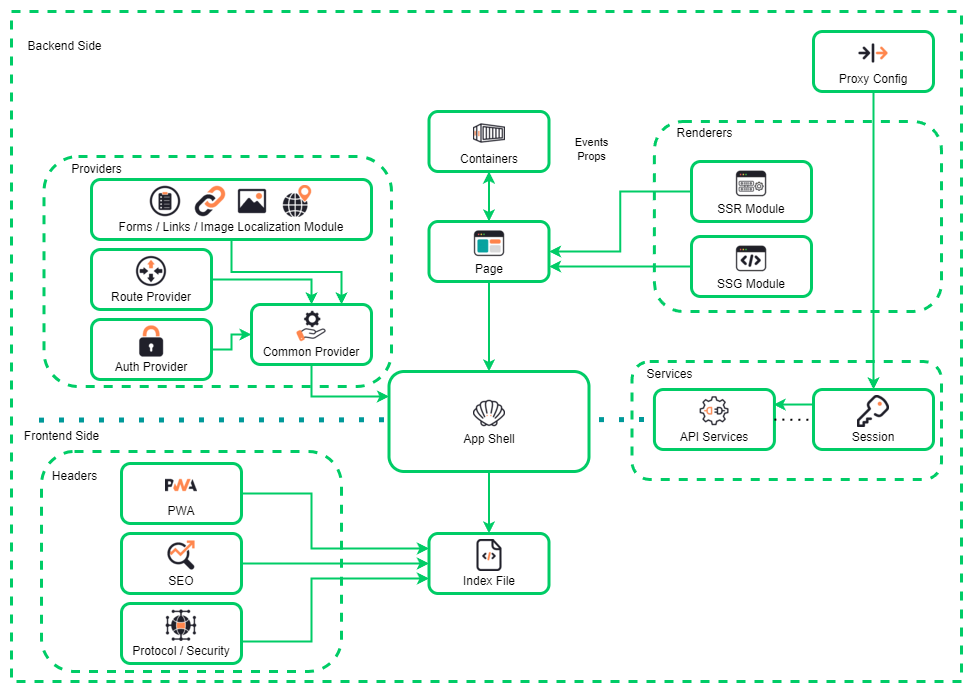 Backend Side
Proxy Config
Containers
Events
Props
Renderers
SSR Module
SSG Module
Page
Providers
Forms / Links / Image Localization Module
Route Provider
Auth Provider
Common Provider
App Shell
Services
API Services
Session
Frontend Side
Headers
PWA
PWA
SEO
Protocol / Security
Index File